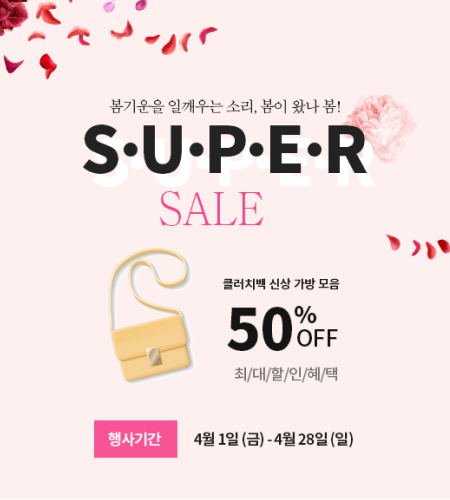 봄기운을 일깨우는 소리, 봄이 왔나 봄!
S·U·P·E·R
SALE
클러치백 신상 가방 모음
50% OFF
최/대/할/인/혜/택
행사기간 4월 1일 (금) - 4월 28일 (일)